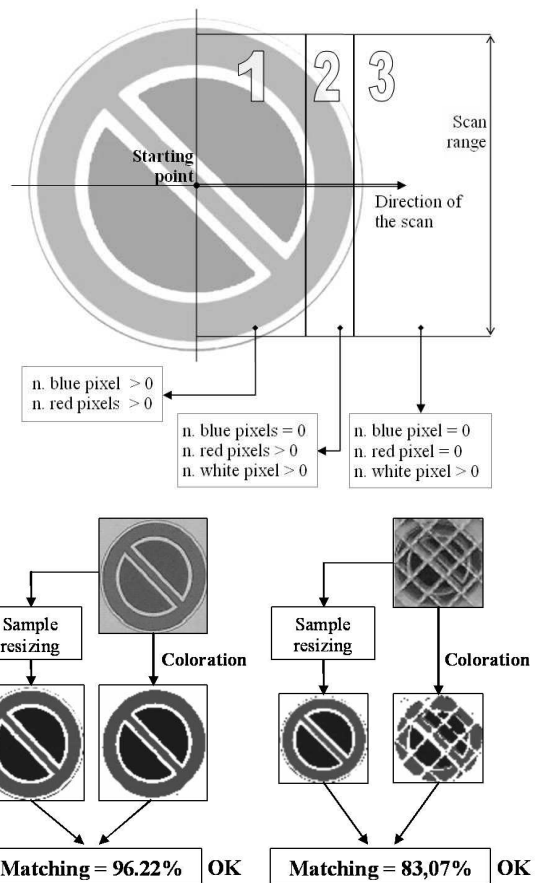 1 2 3
Scan
range
Starting
point
Direction of
the scan
n. blue pixel > 0
n. red pixels > 0
n. blue pixels = 0
n. red pixels > 0
n. white pixel > 0
n. blue pixel = 0
n. red pixel = 0
n. white pixel > 0
Sample
resizing
Coloration
Matching = 96.22% OK
Sample
resizing
Coloration
Matching = 83,07% OK